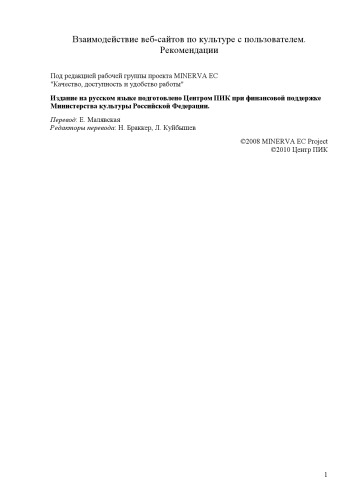 Взаимодействие веб-сайтов по культуре с пользователем.
Рекомендации
Под редакцией рабочей группы проекта MINERVA EC
"Качество, доступность и удобство работы"
Издание на русском языке подготовлено Центром ПИК при финансовой поддержке
Министерства культуры Российской Федерации.
Перевод: Е. Малявская
Редакторы перевода: Н. Браккер, Л. Куйбышев
©2008 MINERVA EC Project
©2010 Центр ПИК
1